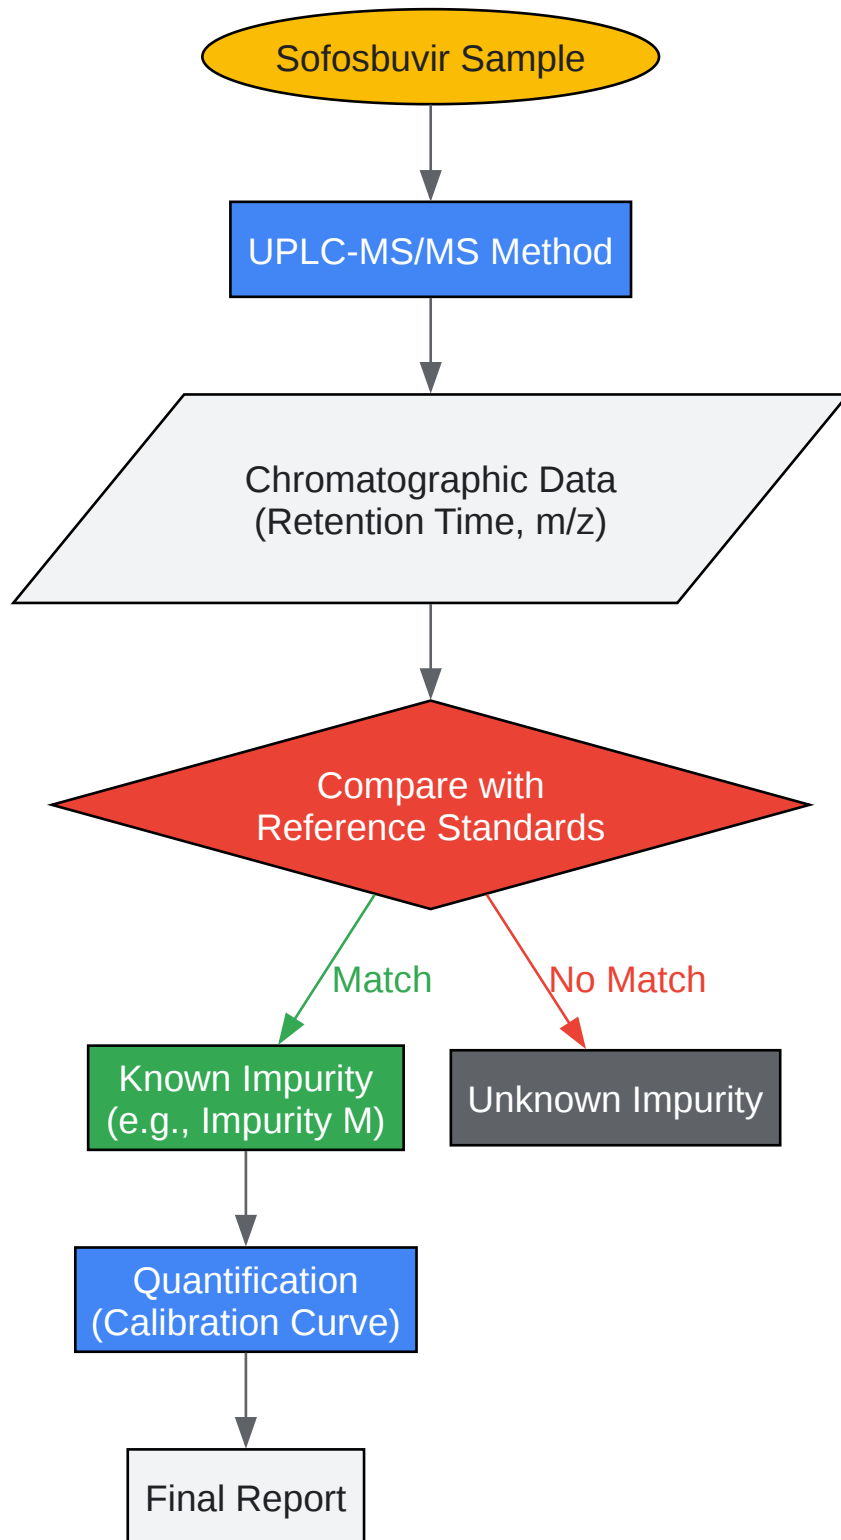 Sofosbuvir Sample
UPLC-MS/MS Method
Chromatographic Data
(Retention Time, m/z)
Compare with
Reference Standards
Match
No Match
Known Impurity
(e.g., Impurity M)
Unknown Impurity
Quantification
(Calibration Curve)
Final Report